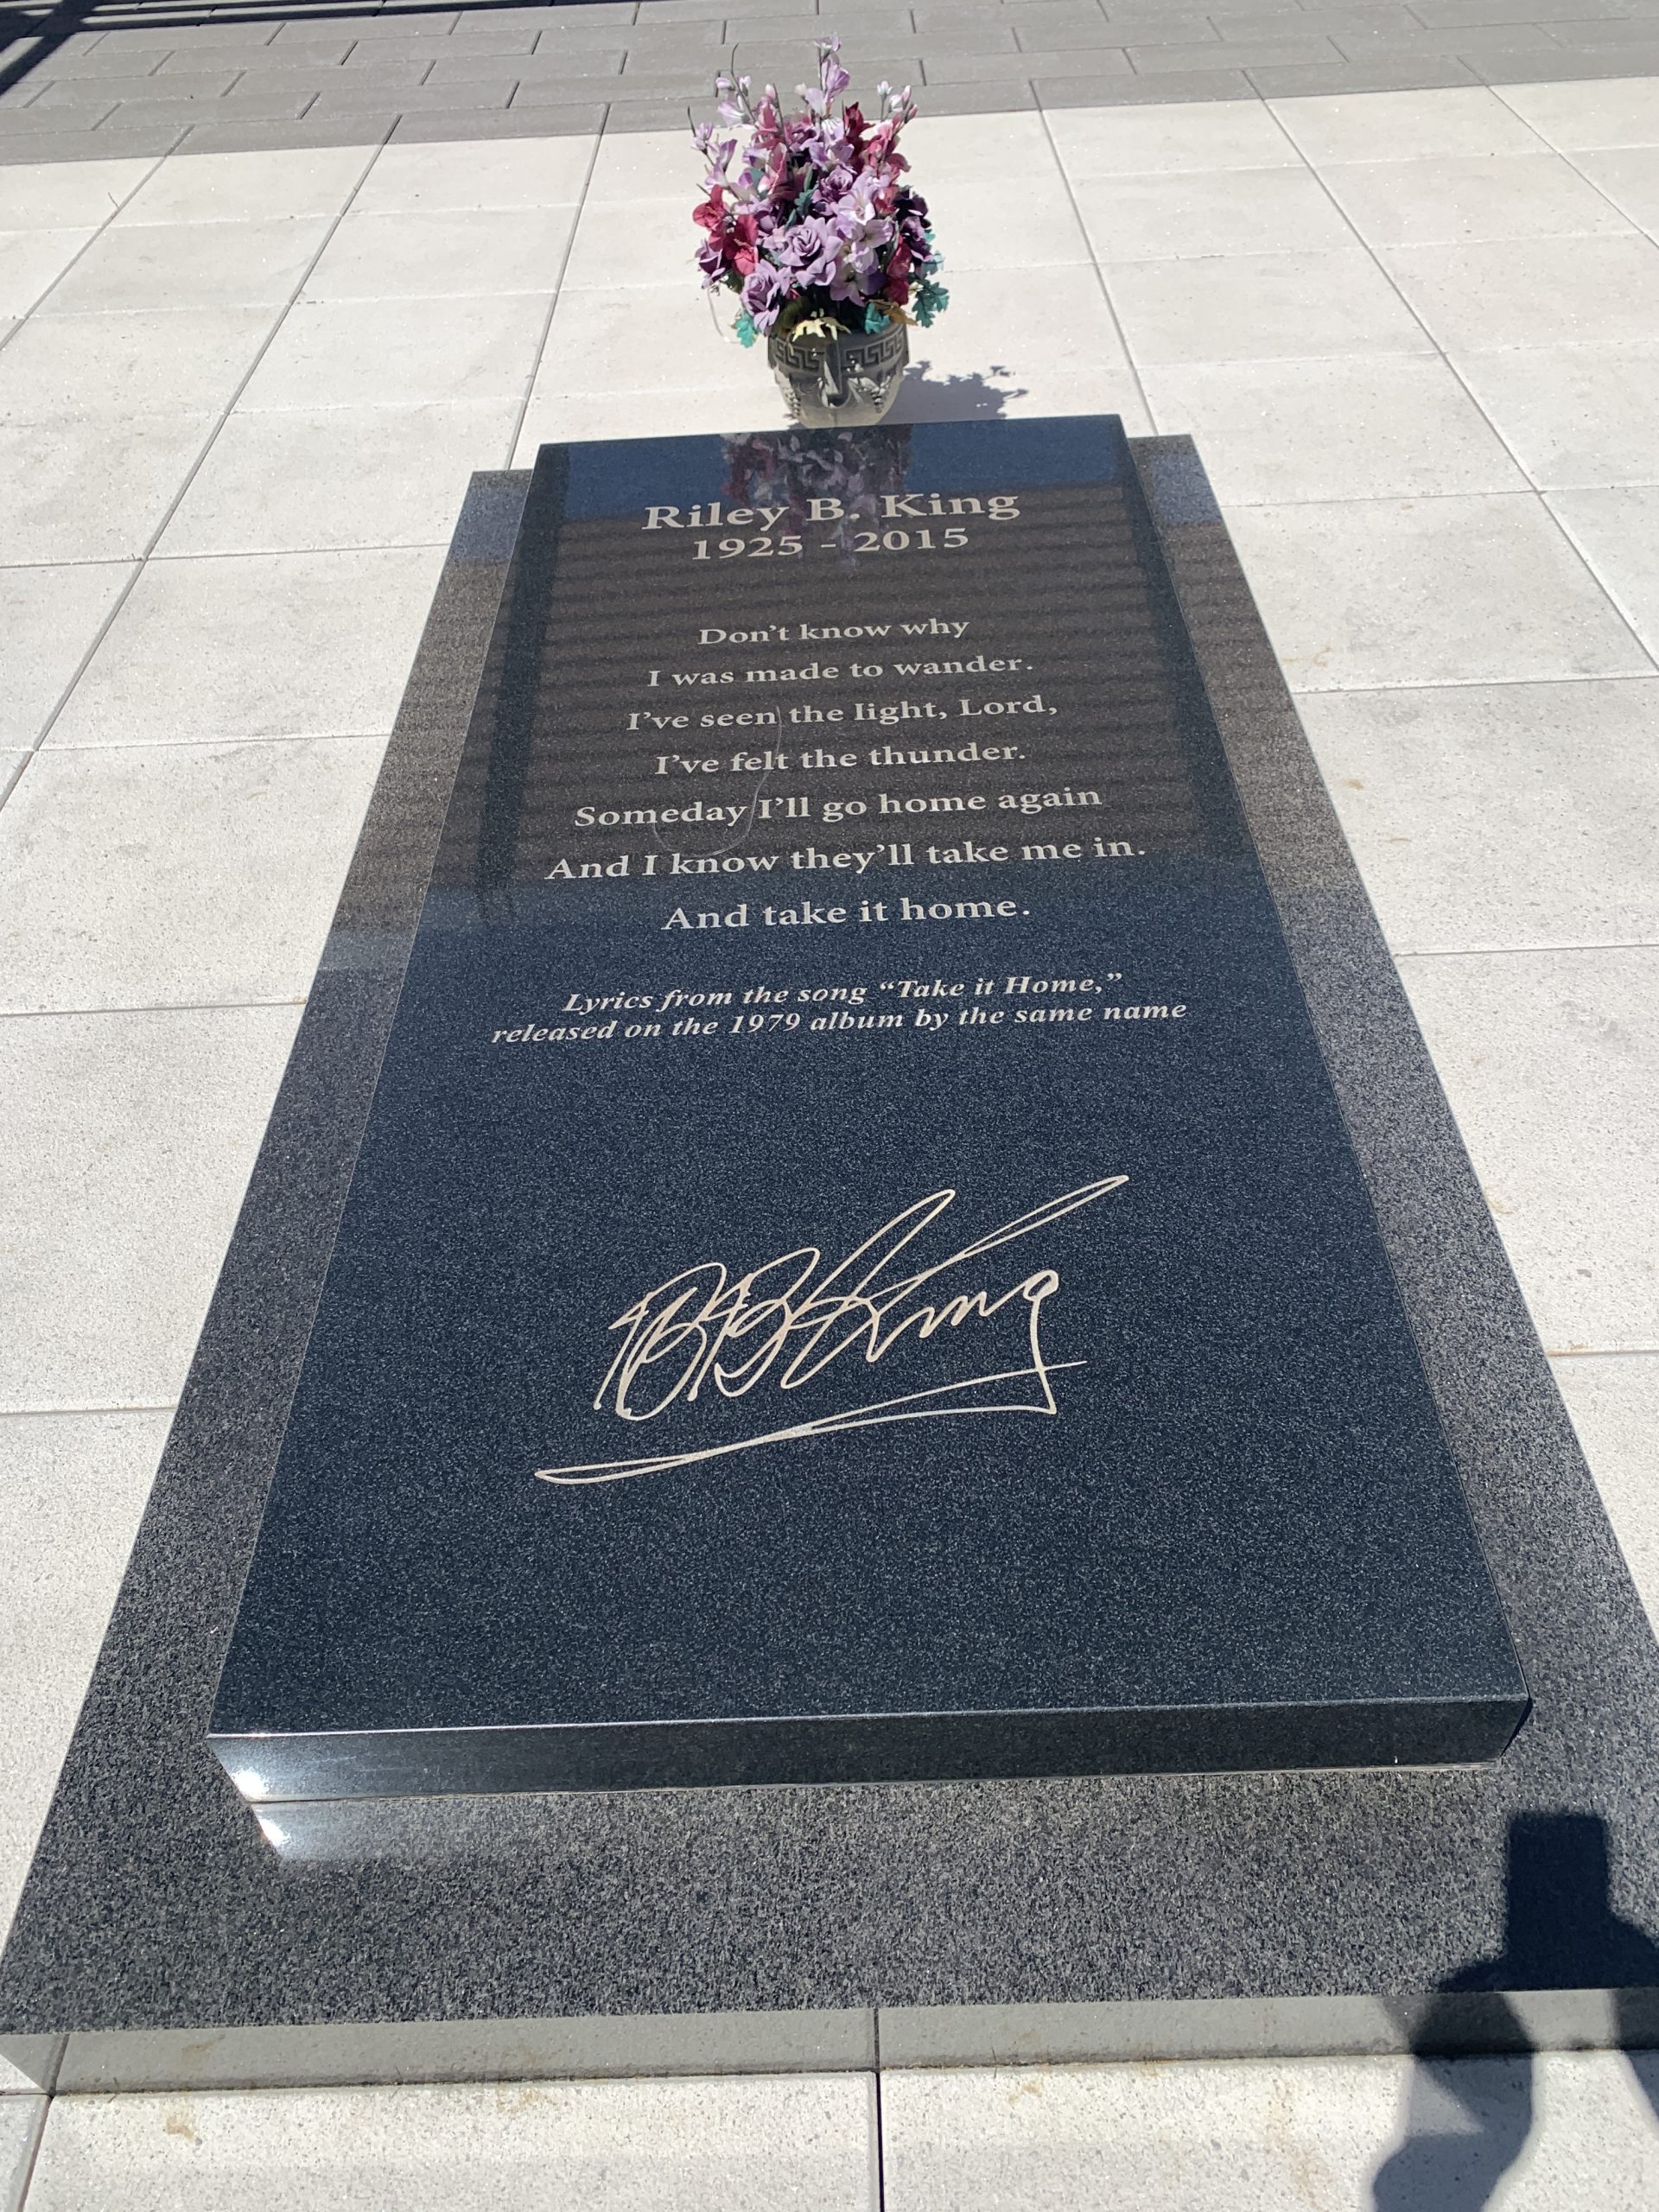 Riley B. King
1925 - 2015
Don't know why
I was made to wander.
I've seen the light, Lord,
I've felt the thunder.
Someday I'll go home again
And I know they'll take me in.
And take it home.
Lyrics from the song “Take it Home,”
released on the 1979 album by the same name
BB King